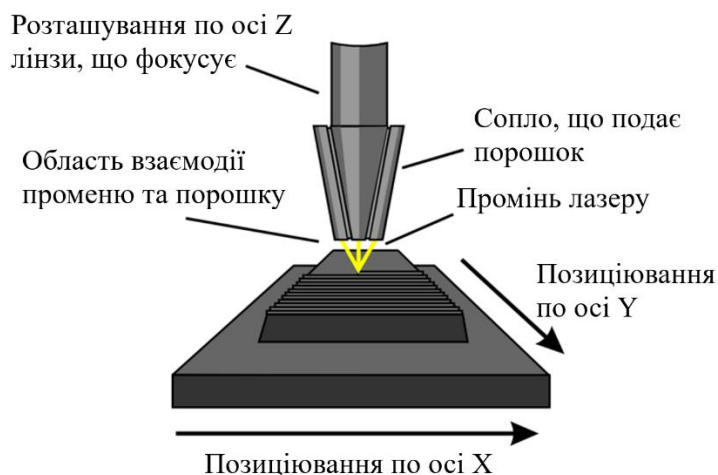 Розташування по осі Z
лінзи, що фокусує
Сопло, що подає
порошок
Область взаємодії
променю та порошку
Промінь лазеру
Позиціювання
по осі Y
Позиціювання по осі X